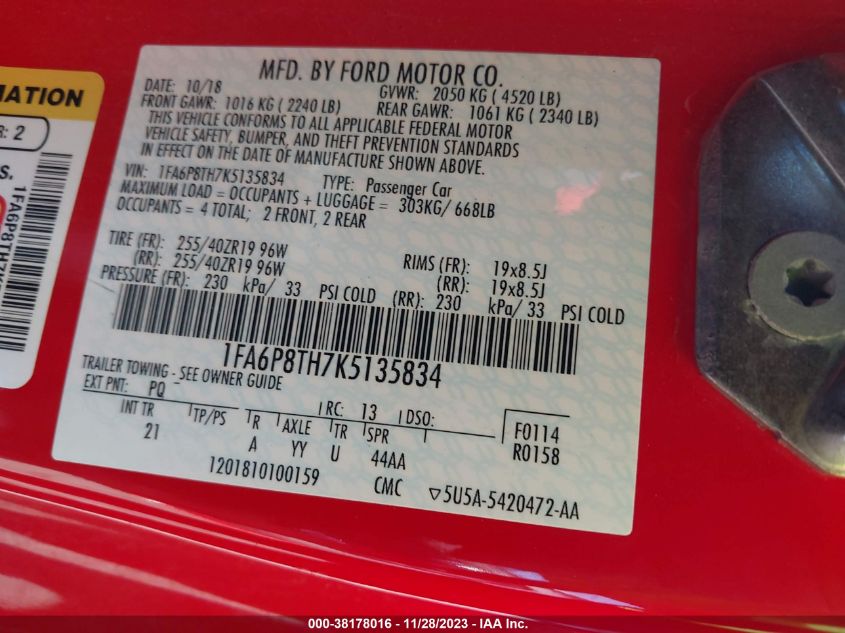 MFD. BY FORD MOTOR CO.
DATE: 10/18 GVWR: 2050 KG ( 4520 LB)
FRONT GAWR: 1016 KG ( 2240 LB) REAR GAWR: 1061 KG ( 2340 LB)
THIS VEHICLE CONFORMS TO ALL APPLICABLE FEDERAL MOTOR
VEHICLE SAFETY, BUMPER, AND THEFT PREVENTION STANDARDS
IN EFFECT ON THE DATE OF MANUFACTURE SHOWN ABOVE.
VIN: 1FA6P8TH7K5135834 TYPE: Passenger Car
MAXIMUM LOAD = OCCUPANTS + LUGGAGE = 303KG/ 668LB
OCCUPANTS = 4 TOTAL; 2 FRONT, 2 REAR
TIRE (FR): 255/40ZR19 96W RIMS (FR): 19x8.5J
(RR): 255/40ZR19 96W (RR): 19x8.5J
PRESSURE (FR): 230 kPa/ 33 PSI COLD (RR): 230 kPa/ 33 PSI COLD
1FA6P8TH7K5135834
TRAILER TOWING - SEE OWNER GUIDE
EXT PNT: PQ RC: 13 DSO:
INT TR TP/PS R AXLE TR SPR F0114
21 A YY U 44AA R0158
1201810100159 CMC ▽5U5A-5420472-AA
MATION
R: 2
s.
000-38178016 - 11/28/2023 - IAA Inc.